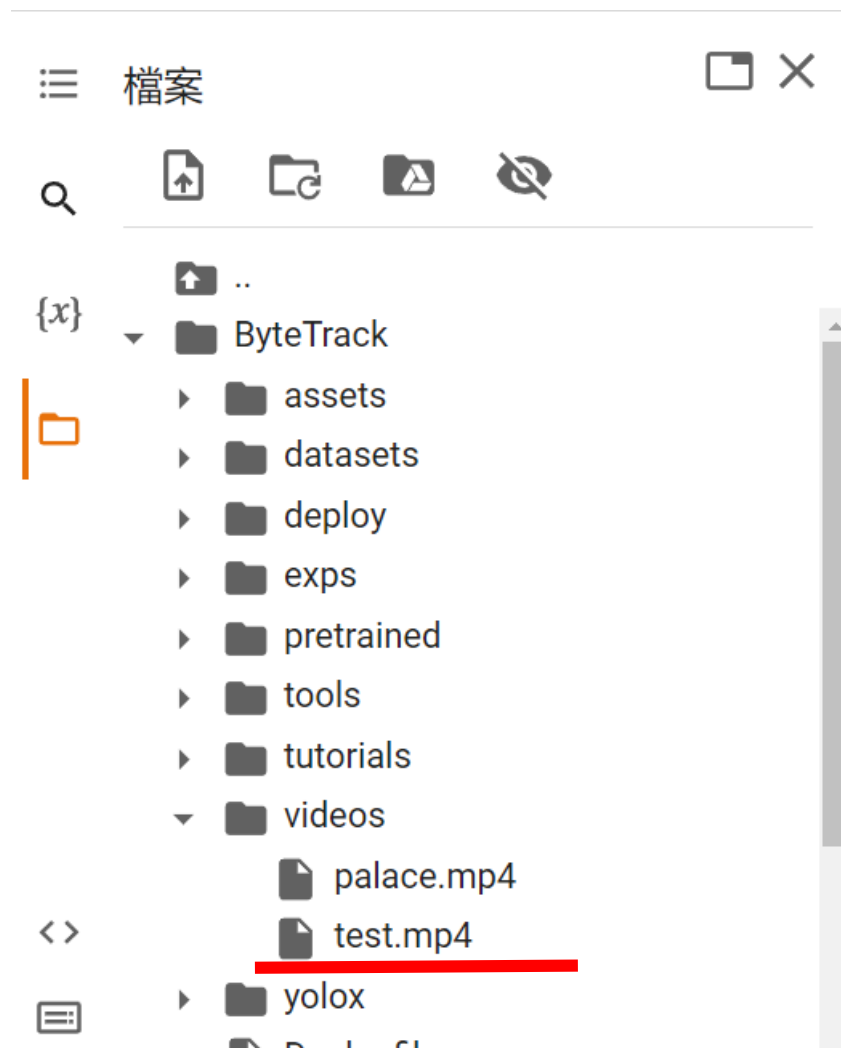 檔案
{x}
..
ByteTrack
assets
datasets
deploy
exps
pretrained
tools
tutorials
videos
palace.mp4
test.mp4
yolox